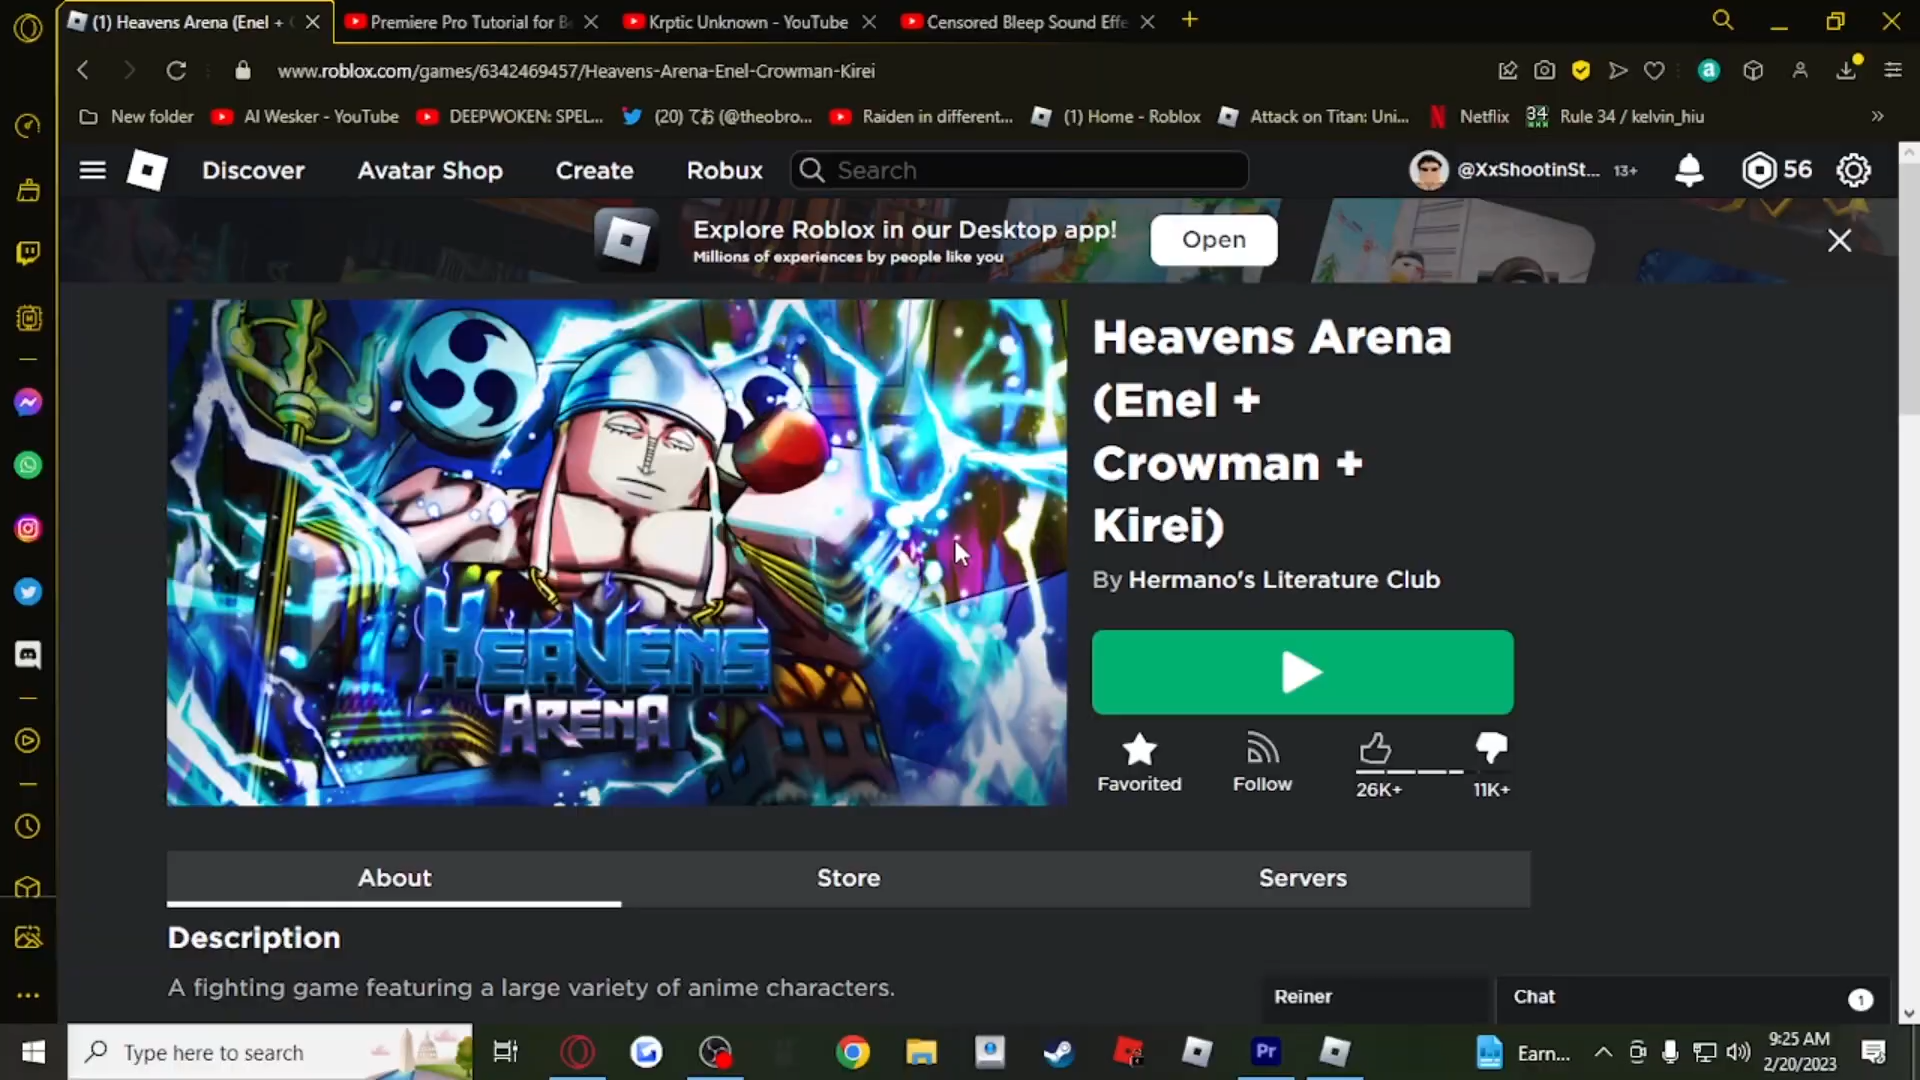 (1) Heavens Arena (Enel +
Premiere Pro Tutorial for B
Krptic Unknown - YouTube
Censored Bleep Sound Effe
www.roblox.com/games/6342469457/Heavens-Arena-Enel-Crowman-Kirei
New folder
AI Wesker - YouTube
DEEPWOKEN: SPEL...
(20) てお (@theobro...
Raiden in different...
(1) Home - Roblox
Attack on Titan: Uni...
Netflix
34
Rule 34 / kelvin_hiu
Discover
Avatar Shop
Create
Robux
Search
@XxShootinSt...
13+
56
Explore Roblox in our Desktop app!
Millions of experiences by people like you
Open
Heavens Arena
(Enel +
Crowman +
Kirei)
By Hermano's Literature Club
HEAVENS
ARENA
Favorited
Follow
26K+
11K+
About
Store
Servers
Description
A fighting game featuring a large variety of anime characters.
Reiner
Chat
1
Type here to search
Pr
Earn...
9:25 AM
2/20/2023